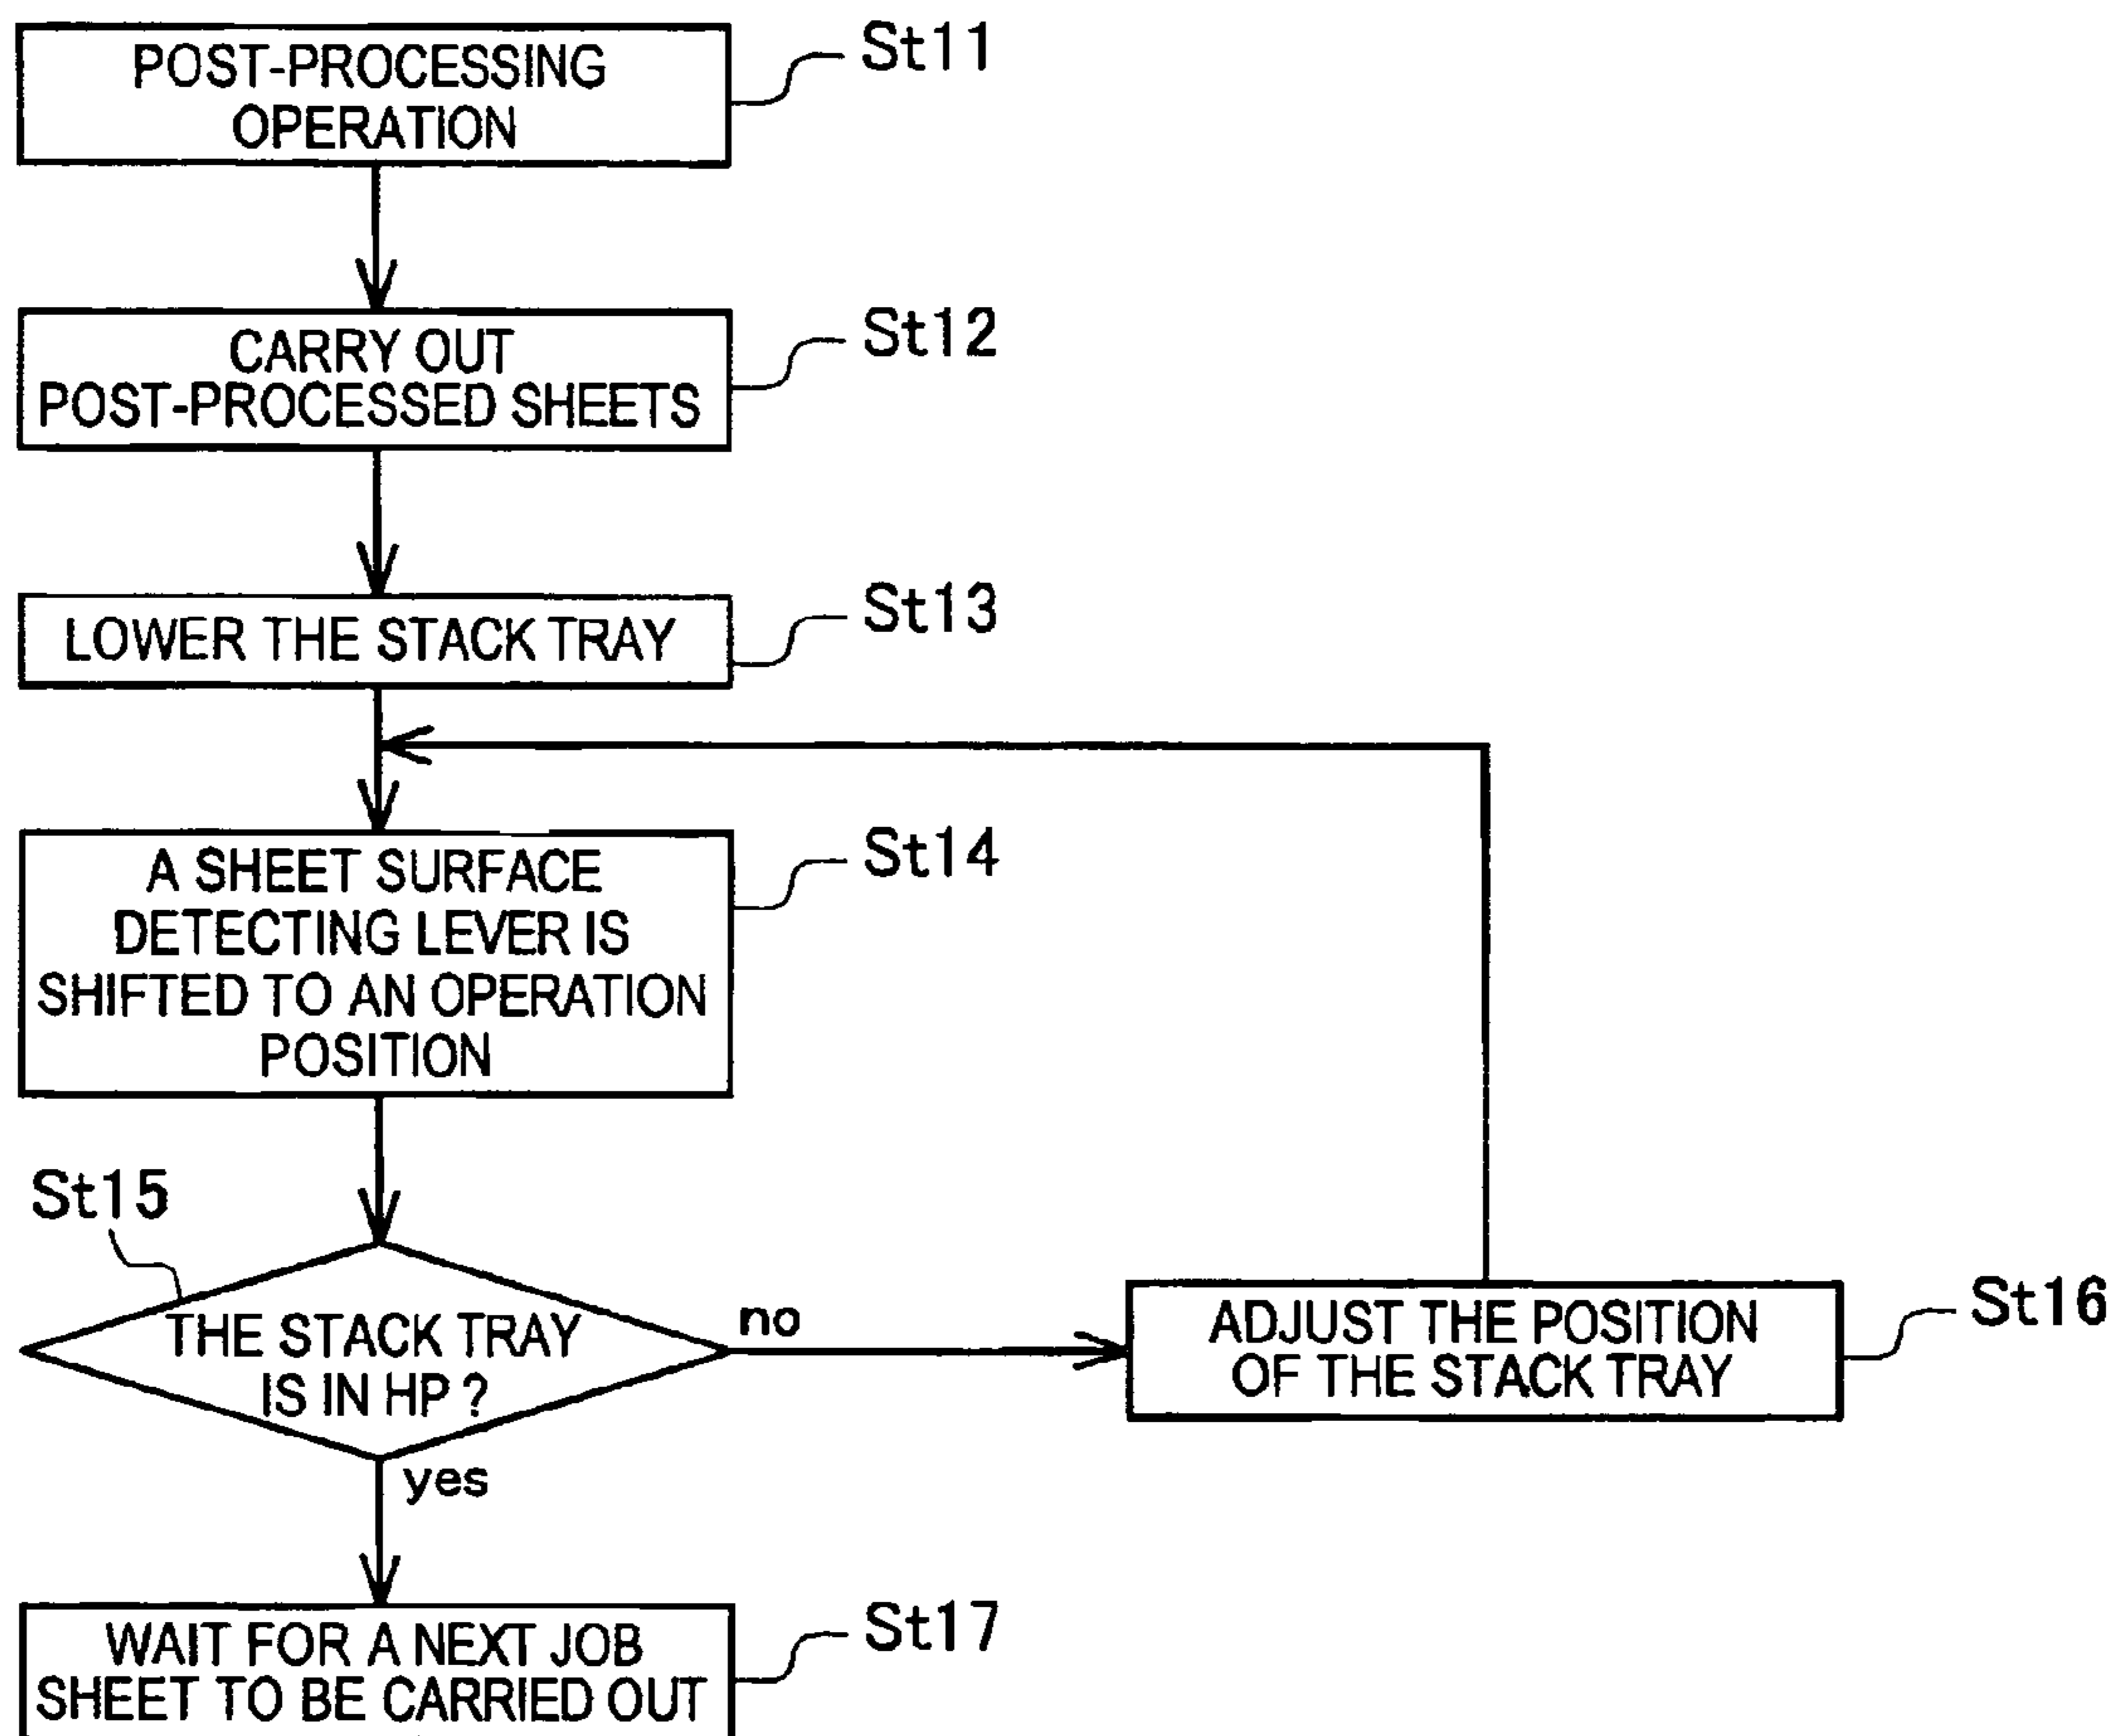 POST-PROCESSING
OPERATION
St11
CARRY OUT
POST-PROCESSED SHEETS
St12
LOWER THE STACK TRAY
St13
A SHEET SURFACE
DETECTING LEVER IS
SHIFTED TO AN OPERATION
POSITION
St14
St15
THE STACK TRAY
IS IN HP ?
no
yes
ADJUST THE POSITION
OF THE STACK TRAY
St16
WAIT FOR A NEXT JOB
SHEET TO BE CARRIED OUT
St17